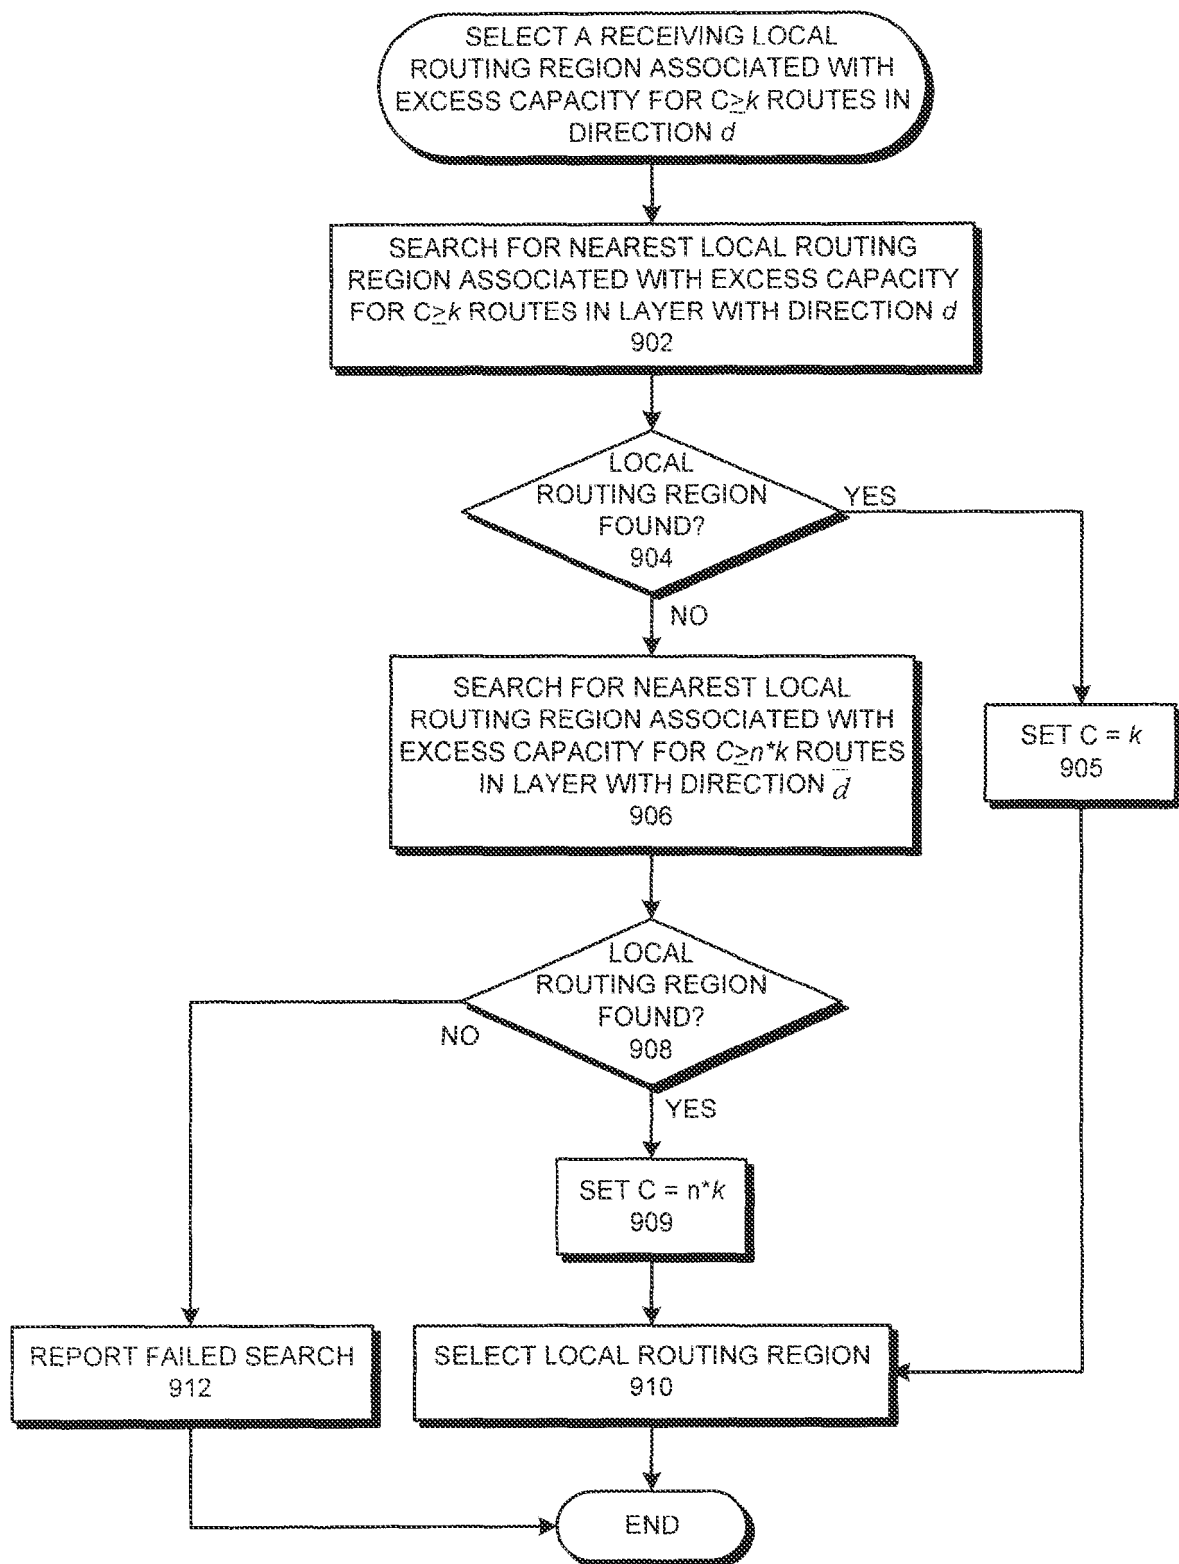 SELECT A RECEIVING LOCAL
ROUTING REGION ASSOCIATED WITH
EXCESS CAPACITY FOR C≥k ROUTES IN
DIRECTION d
SEARCH FOR NEAREST LOCAL ROUTING
REGION ASSOCIATED WITH EXCESS CAPACITY
FOR C≥k ROUTES IN LAYER WITH DIRECTION d
902
LOCAL
ROUTING REGION
FOUND?
904
YES
NO
SEARCH FOR NEAREST LOCAL
ROUTING REGION ASSOCIATED WITH
EXCESS CAPACITY FOR C≥n*k ROUTES
IN LAYER WITH DIRECTION d̅
906
SET C = k
905
LOCAL
ROUTING REGION
FOUND?
908
NO
YES
SET C = n*k
909
REPORT FAILED SEARCH
912
SELECT LOCAL ROUTING REGION
910
END